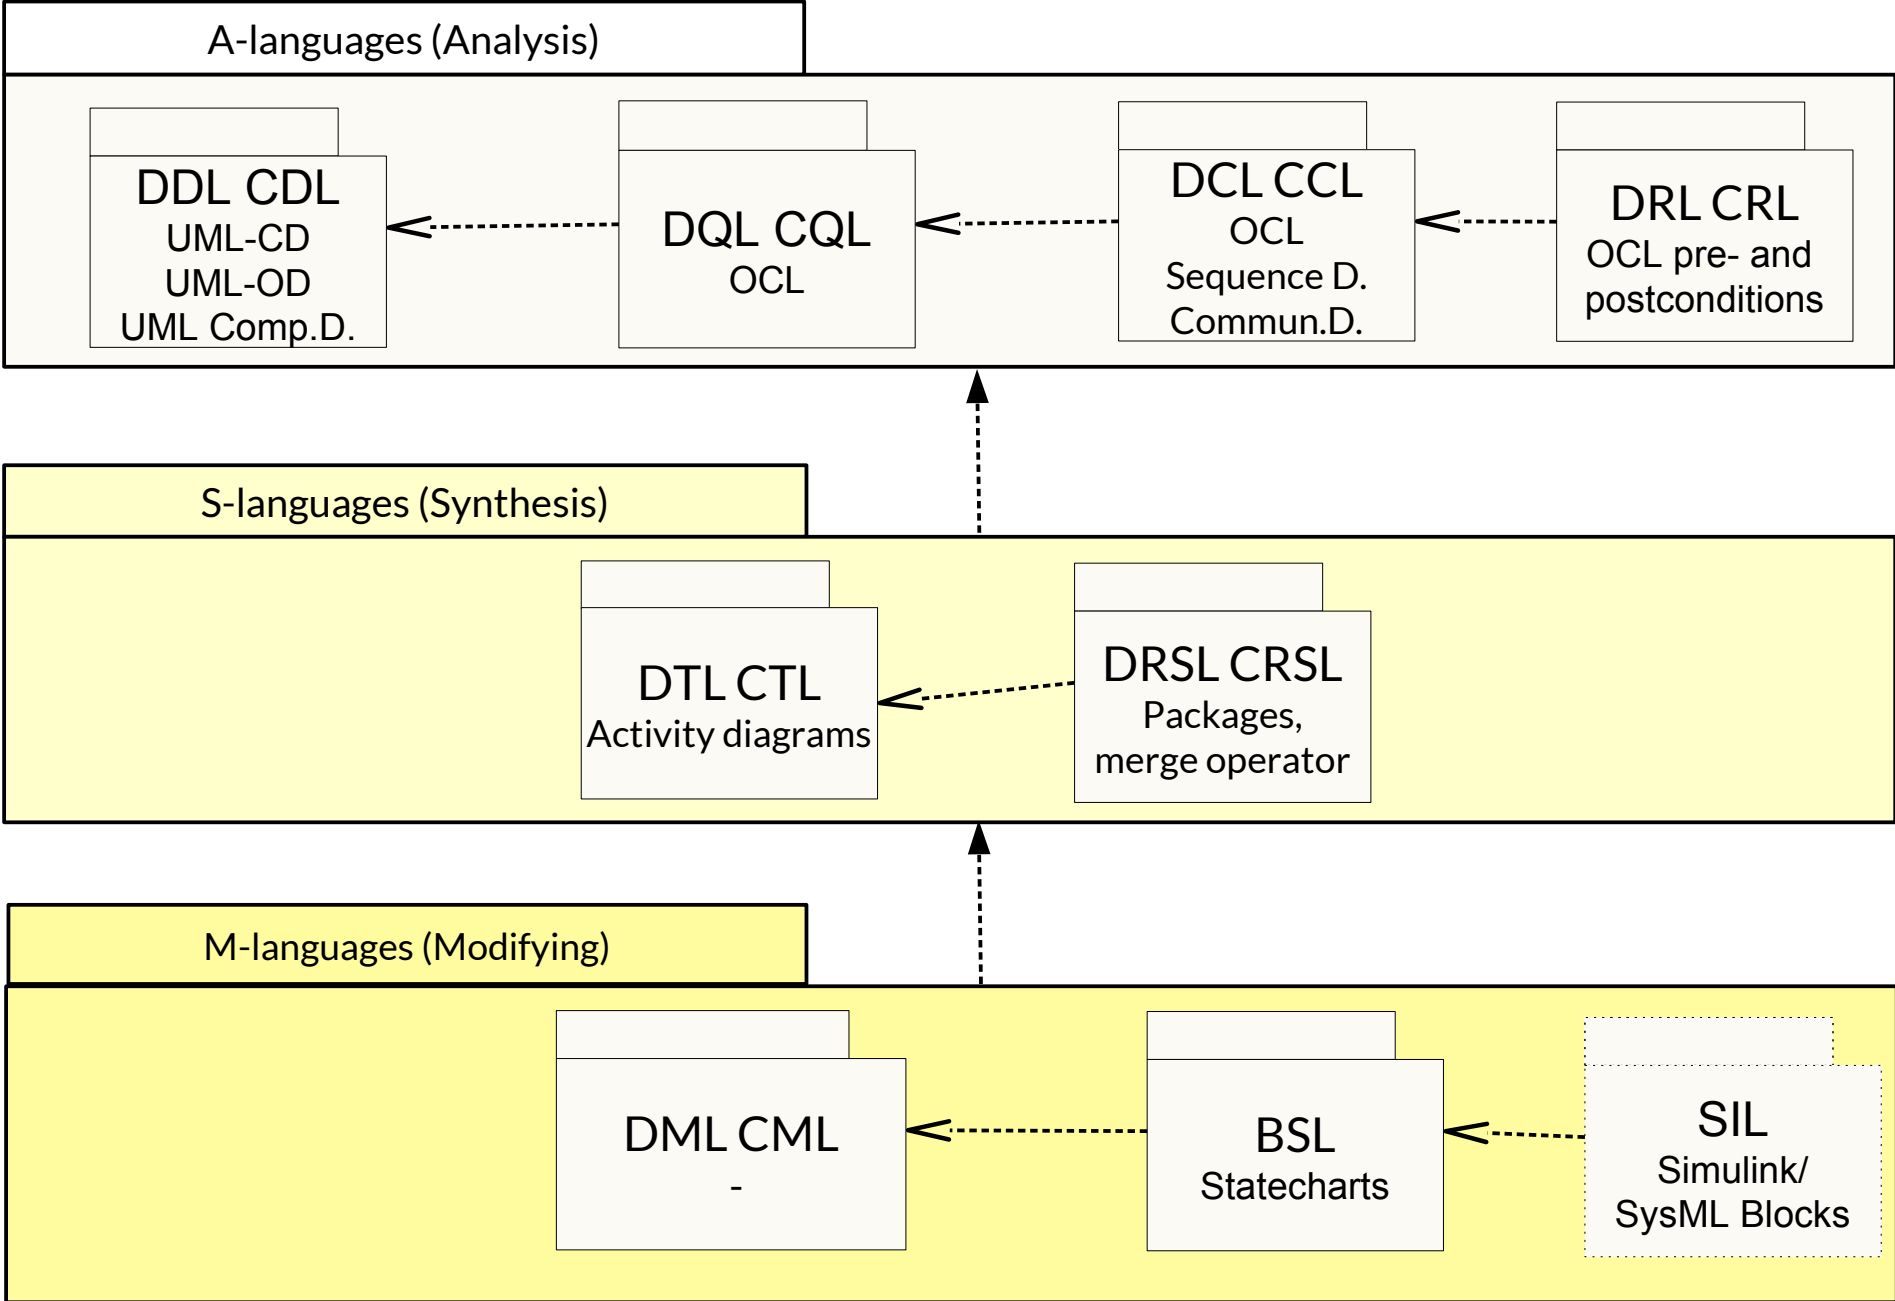 A-languages (Analysis)
DDL CDL
UML-CD
UML-OD
UML Comp.D.
DQL CQL
OCL
DCL CCL
OCL
Sequence D.
Commun.D.
DRL CRL
OCL pre- and
postconditions
S-languages (Synthesis)
DTL CTL
Activity diagrams
DRSL CRSL
Packages,
merge operator
M-languages (Modifying)
DML CML
-
BSL
Statecharts
SIL
Simulink/
SysML Blocks